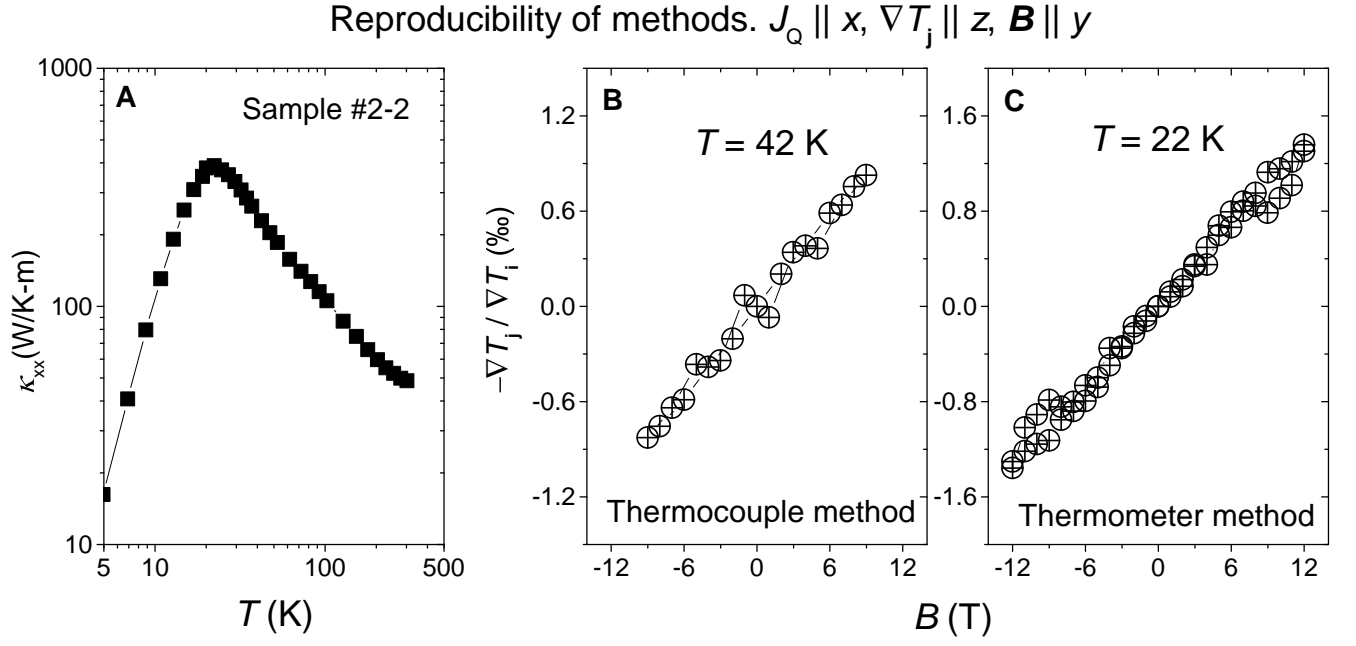 Reproducibility of methods. J_Q || x, ∇T_j || z, B || y
A
Sample #2-2
κ_xx(W/K-m)
1000
100
10
5 10 100 500
T (K)
B
T = 42 K
−∇T_j / ∇T_i (‰)
1.2
0.6
0.0
-0.6
-1.2
Thermocouple method
-12 -6 0 6 12
C
T = 22 K
1.6
0.8
0.0
-0.8
-1.6
Thermometer method
-12 -6 0 6 12
B (T)